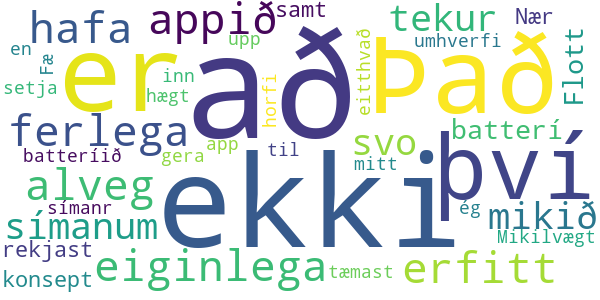 hafa appið samt tekur Nær
en upp umhverfi Flott
Fæ er að Það
setja inn hægt horfi eitthvað
ferlega gera app til svo batterí
batteríið mitt því
alveg ekki
símanr ég mikið
símanum Mikilvægt
rekjast eiginlega tæmast erfitt
konsept